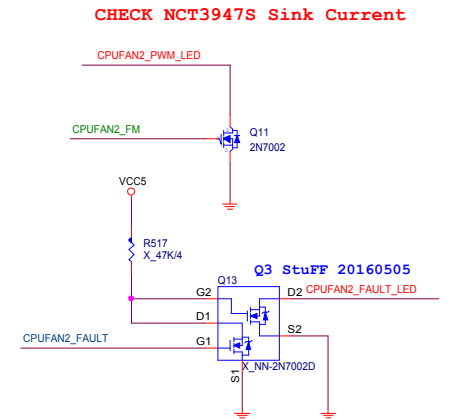 CHECK NCT3947S Sink Current
CPUFAN2_PWM_LED
CPUFAN2_FM
Q11
2N7002
VCC5
R517
X_47K/4
Q3 StuFF 20160505
Q13
G2
D2
CPUFAN2_FAULT_LED
D1
S2
CPUFAN2_FAULT
G1
X_NN-2N7002D
S1